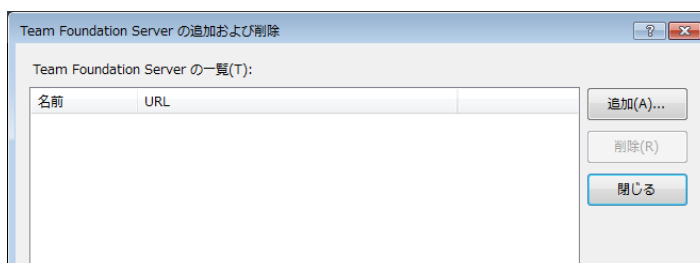 Team Foundation Server の追加および削除
Team Foundation Server の一覧(T):
名前 URL
追加(A)...
削除(R)
閉じる